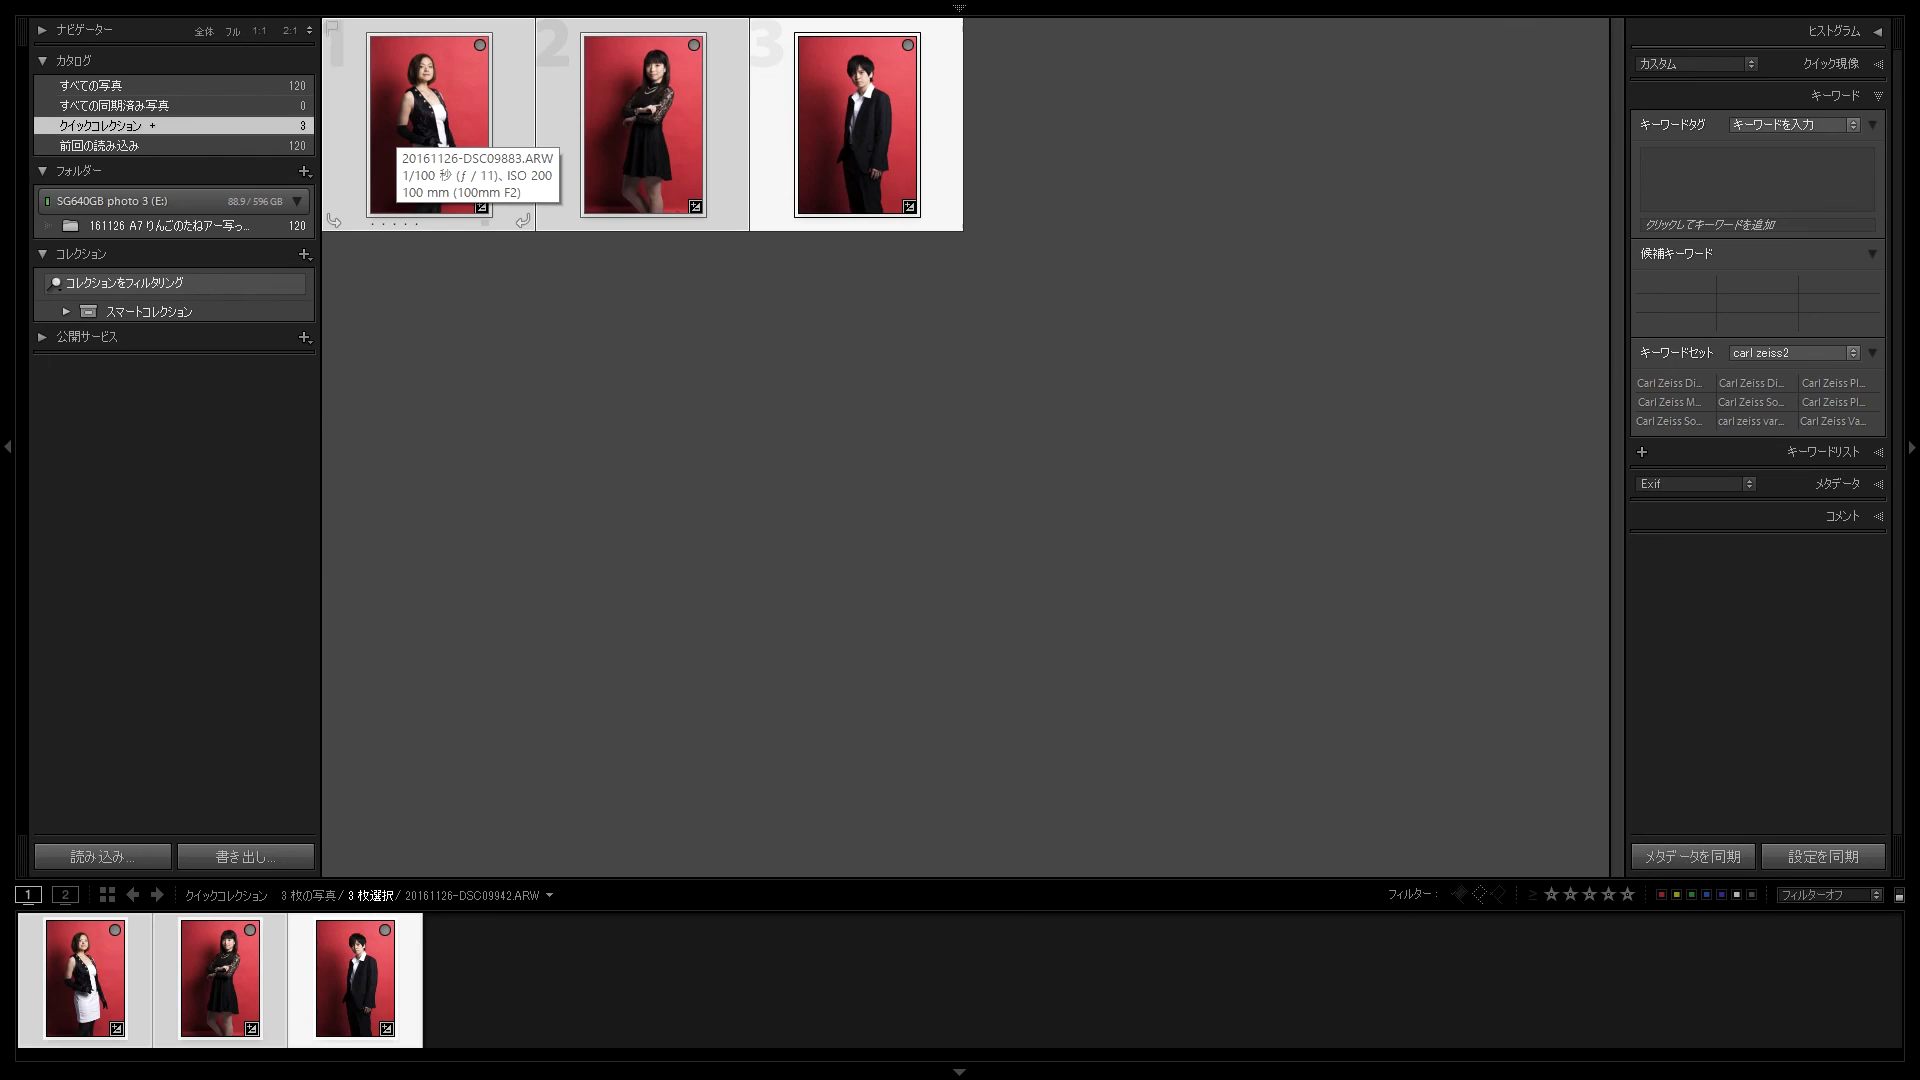 ナビゲーター 全体 フル 1:1 2:1
カタログ
すべての写真 120
すべての同期済み写真 0
クイックコレクション + 3
前回の読み込み 120
フォルダー
SG640GB photo 3 (E:) 88.9 / 596 GB
161126 A7 りんごのたねアー写っ... 120
コレクション
コレクションをフィルタリング
スマートコレクション
公開サービス
読み込み...
書き出し...
1
2
3
20161126-DSC09883.ARW
1/100 秒 (ƒ / 11)、ISO 200
100 mm (100mm F2)
ヒストグラム
カスタム クイック現像
キーワード
キーワードタグ キーワードを入力
クリックしてキーワードを追加
候補キーワード
キーワードセット carl zeiss2
Carl Zeiss Di... Carl Zeiss Di... Carl Zeiss Pl...
Carl Zeiss M... Carl Zeiss So... Carl Zeiss Pl...
Carl Zeiss So... carl zeiss var... Carl Zeiss Va...
キーワードリスト
Exif メタデータ
コメント
メタデータを同期
設定を同期
1 2 クイックコレクション 3 枚の写真/ 3 枚選択/ 20161126-DSC09942.ARW
フィルター : ≥ フィルターオフ